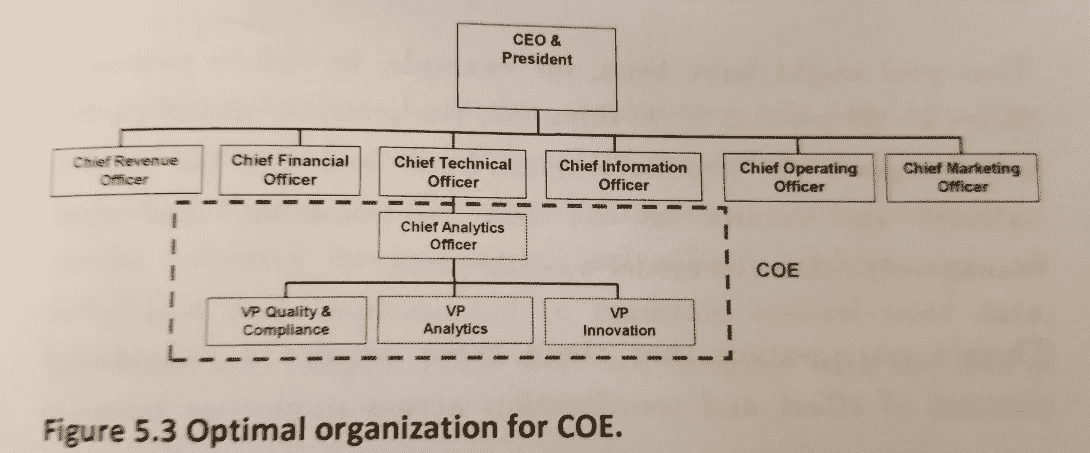 CEO &
President
Chief Revenue
Officer
Chief Financial
Officer
Chief Technical
Officer
Chief Information
Officer
Chief Operating
Officer
Chief Marketing
Officer
Chief Analytics
Officer
COE
VP Quality &
Compliance
VP
Analytics
VP
Innovation
Figure 5.3 Optimal organization for COE.